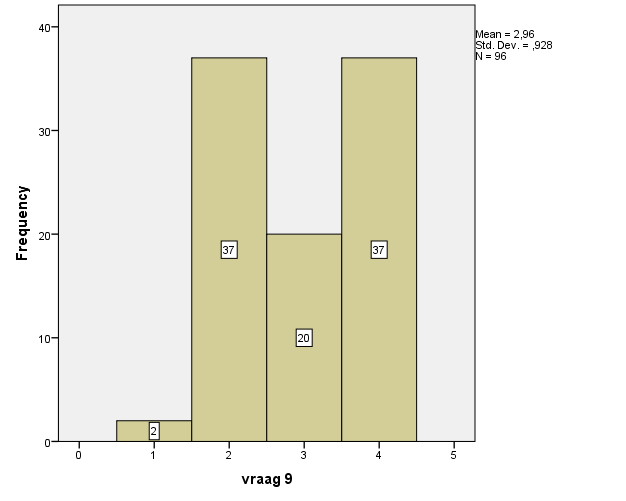 Mean = 2,96
Std. Dev. = ,928
N = 96
Frequency
40
30
20
10
0
37
37
20
2
0 1 2 3 4 5
vraag 9